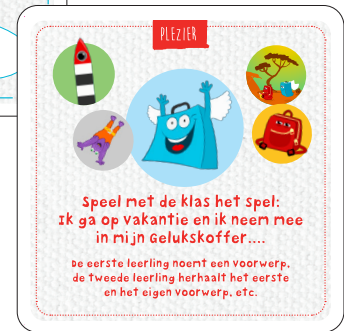 PLEZIER
Speel met de klas het spel:
Ik ga op vakantie en ik neem mee
in mijn Gelukskoffer....
De eerste leerling noemt een voorwerp,
de tweede leerling herhaalt het eerste
en het eigen voorwerp, etc.